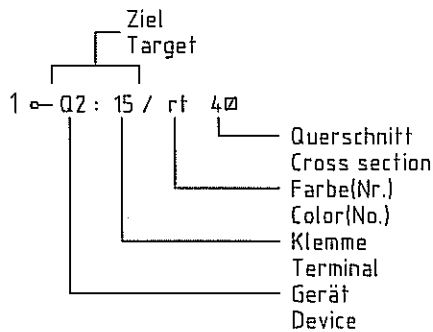 Ziel
Target
1 Q2: 15/ rt 4⍁
Querschnitt
Cross section
Farbe(Nr.)
Color(No.)
Klemme
Terminal
Gerät
Device